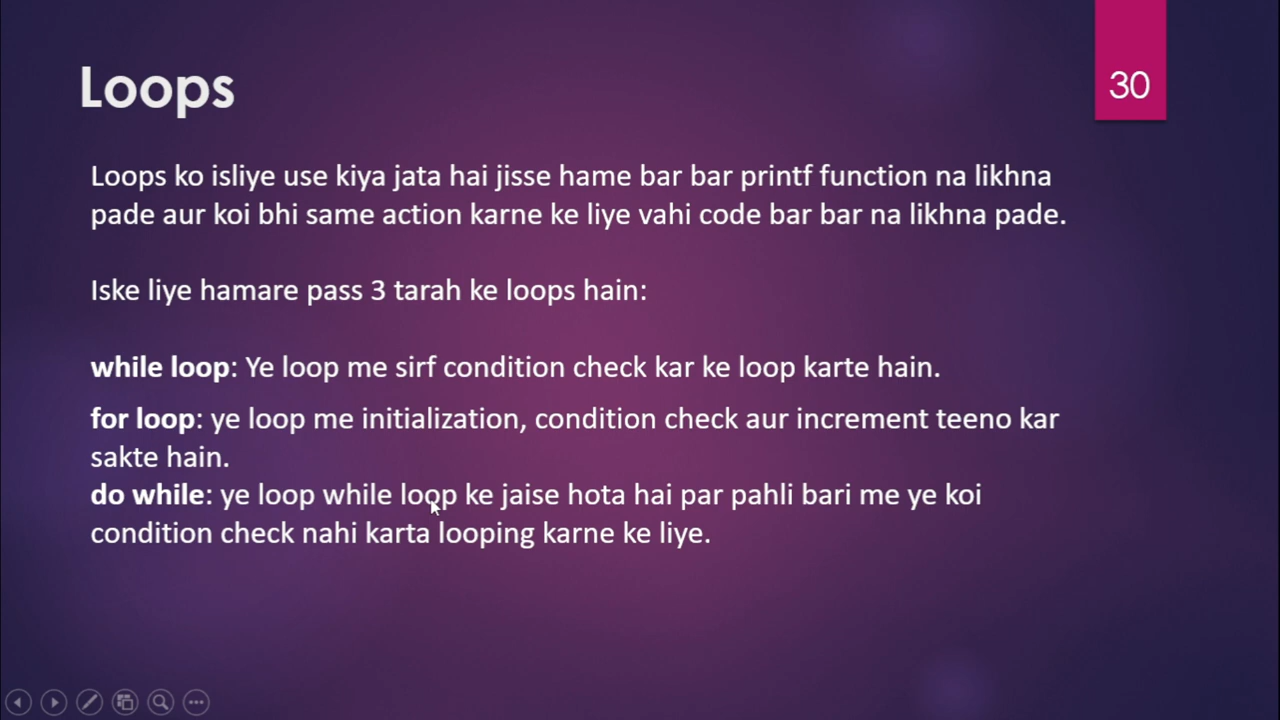 Loops
30
Loops ko isliye use kiya jata hai jisse hame bar bar printf function na likhna
pade aur koi bhi same action karne ke liye vahi code bar bar na likhna pade.
Iske liye hamare pass 3 tarah ke loops hain:
while loop: Ye loop me sirf condition check kar ke loop karte hain.
for loop: ye loop me initialization, condition check aur increment teeno kar
sakte hain.
do while: ye loop while loop ke jaise hota hai par pahli bari me ye koi
condition check nahi karta looping karne ke liye.